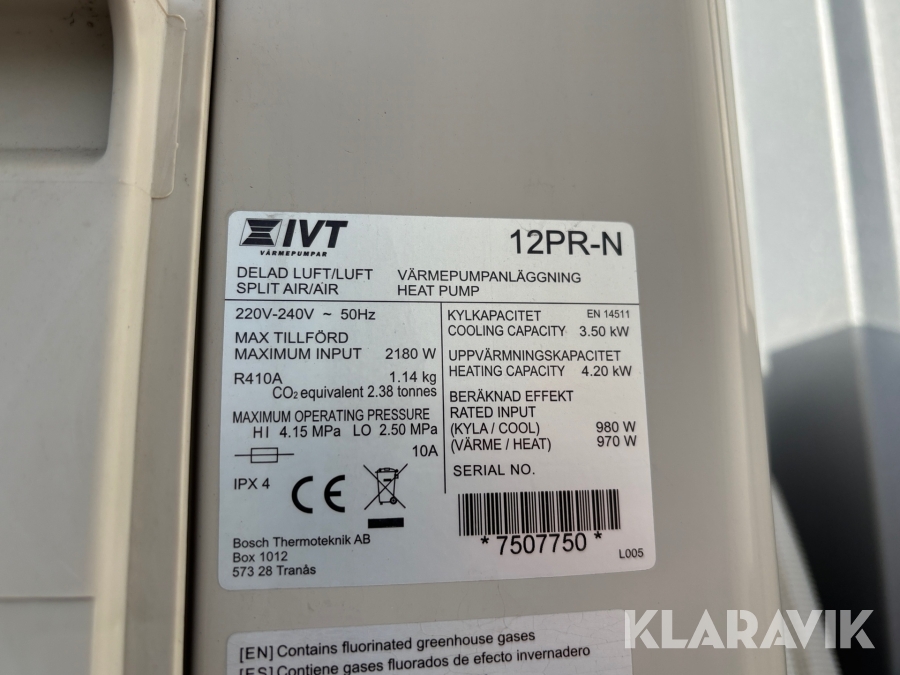 IVT
VÄRMEPUMPAR
12PR-N
DELAD LUFT/LUFT VÄRMEPUMPANLÄGGNING
SPLIT AIR/AIR HEAT PUMP
220V-240V ~ 50Hz
MAX TILLFÖRD
MAXIMUM INPUT 2180 W
R410A 1.14 kg
CO2 equivalent 2.38 tonnes
MAXIMUM OPERATING PRESSURE
HI 4.15 MPa LO 2.50 MPa
10A
IPX 4
CE
Bosch Thermoteknik AB
Box 1012
573 28 Tranås
KYLKAPACITET EN 14511
COOLING CAPACITY 3.50 kW
UPPVÄRMNINGSKAPACITET
HEATING CAPACITY 4.20 kW
BERÄKNAD EFFEKT
RATED INPUT
(KYLA / COOL) 980 W
(VÄRME / HEAT) 970 W
SERIAL NO.
*7507750*
L005
[EN] Contains fluorinated greenhouse gases
[ES] Contiene gases fluorados de efecto invernadero
KLARAVIK